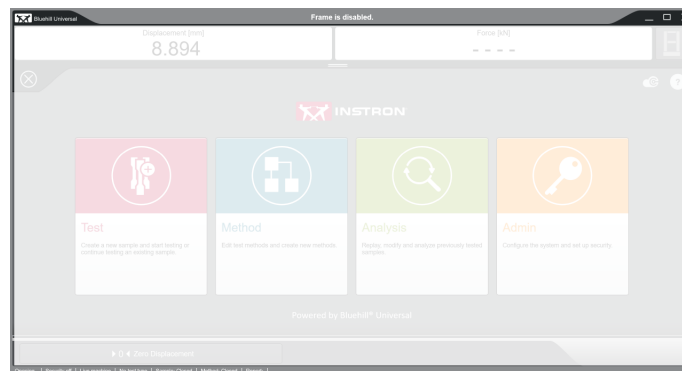 Bluehill Universal
Frame is disabled.
Displacement [mm]
8.894
Force [kN]
- - - -
?
INSTRON
Test
Create a new sample and start testing or
continue testing an existing sample.
Method
Edit test methods and create new methods.
Analysis
Replay, modify and analyze previously tested
samples.
Admin
Configure the system and set up security.
Powered by Bluehill® Universal
0 Zero Displacement